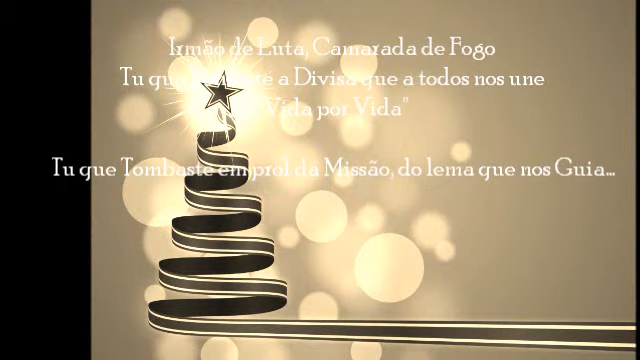 Irmão de Luta, Camarada de Fogo
Tu que a Divisa que a todos nos une
Vida por Vida"
Tu que Tombaste em prol da Missão, do lema que nos Guia...